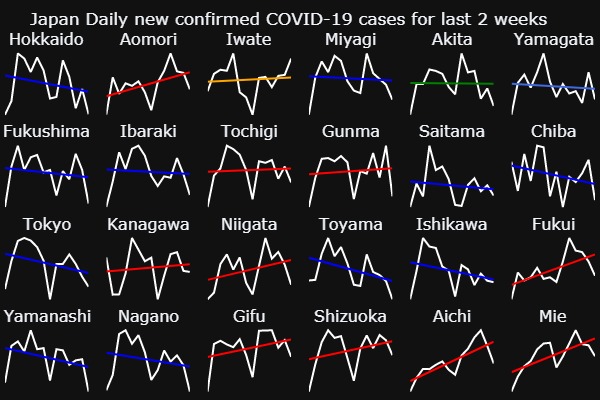 Japan Daily new confirmed COVID-19 cases for last 2 weeks
Hokkaido Aomori Iwate Miyagi Akita Yamagata
Fukushima Ibaraki Tochigi Gunma Saitama Chiba
Tokyo Kanagawa Niigata Toyama Ishikawa Fukui
Yamanashi Nagano Gifu Shizuoka Aichi Mie